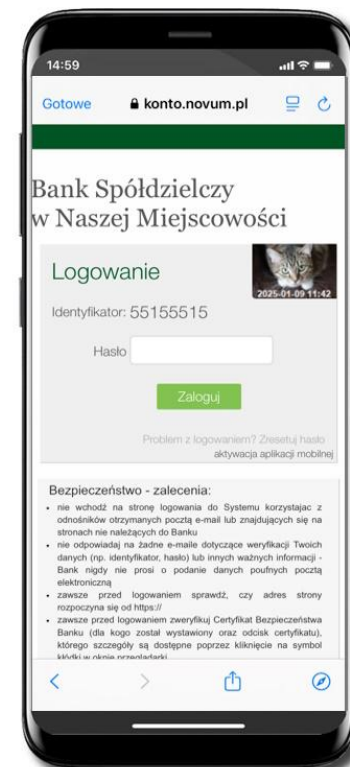 14:59
Gotowe
konto.novum.pl
Bank Spółdzielczy
w Naszej Miejscowości
Logowanie
2025-01-09 11:42
Identyfikator: 55155515
Hasło
Zaloguj
Problem z logowaniem? Zresetuj hasło
aktywacja aplikacji mobilnej
Bezpieczeństwo - zalecenia:
• nie wchodź na stronę logowania do Systemu korzystajac z
odnośników otrzymanych pocztą e-mail lub znajdujących się na
stronach nie należących do Banku
• nie odpowiadaj na żadne e-maile dotyczące weryfikacji Twoich
danych (np. identyfikator, hasło) lub innych ważnych informacji -
Bank nigdy nie prosi o podanie danych poufnych pocztą
elektroniczną
• zawsze przed logowaniem sprawdź, czy adres strony
rozpoczyna się od https://
• zawsze przed logowaniem zweryfikuj Certyfikat Bezpieczeństwa
Banku (dla kogo został wystawiony oraz odcisk certyfikatu),
którego szczegóły są dostępne poprzez kliknięcie na symbol
kłódki w oknie przeglądarki